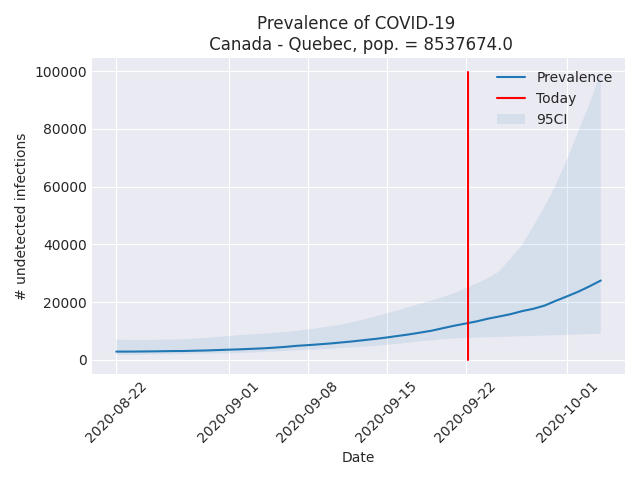 Prevalence of COVID-19
Canada - Quebec, pop. = 8537674.0
# undetected infections
100000
80000
60000
40000
20000
0
Prevalence
Today
95CI
2020-08-22
2020-09-01
2020-09-08
2020-09-15
2020-09-22
2020-10-01
Date